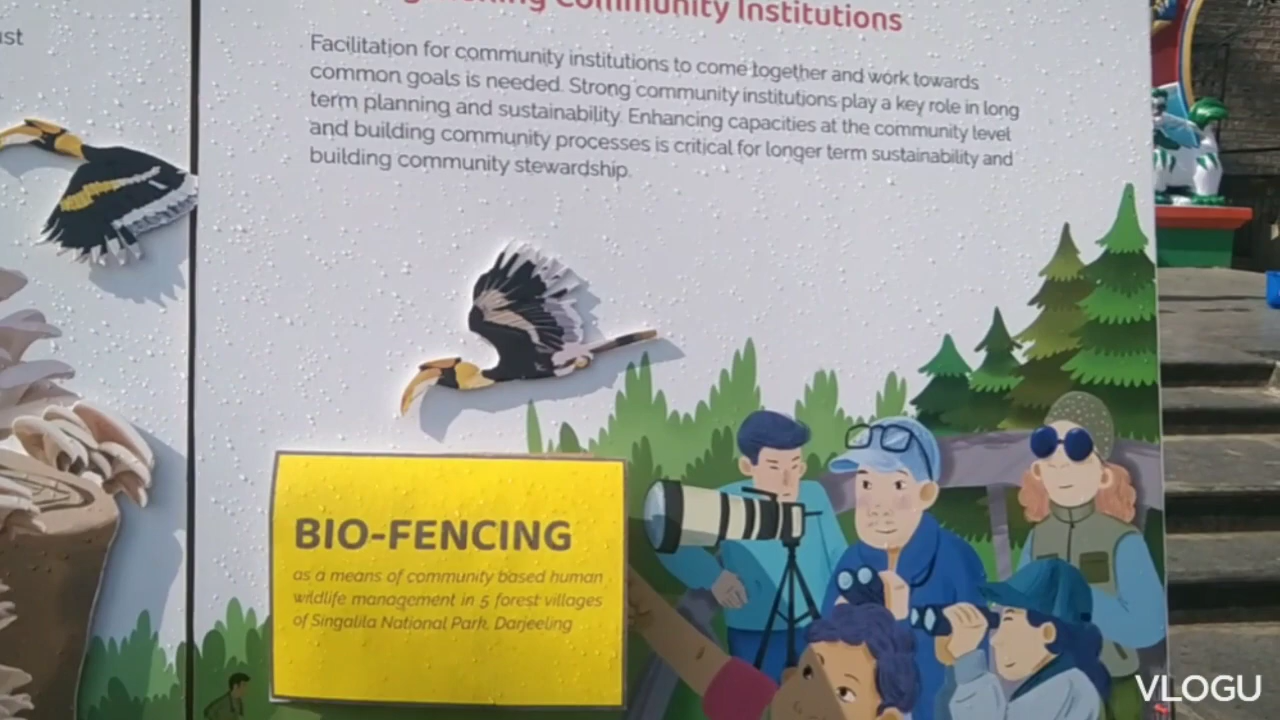 Community Institutions
Facilitation for community institutions to come together and work towards
common goals is needed. Strong community institutions play a key role in long
term planning and sustainability. Enhancing capacities at the community level
and building community processes is critical for longer term sustainability and
building community stewardship.
BIO-FENCING
as a means of community based human
wildlife management in 5 forest villages
of Singalila National Park, Darjeeling
VLOGU